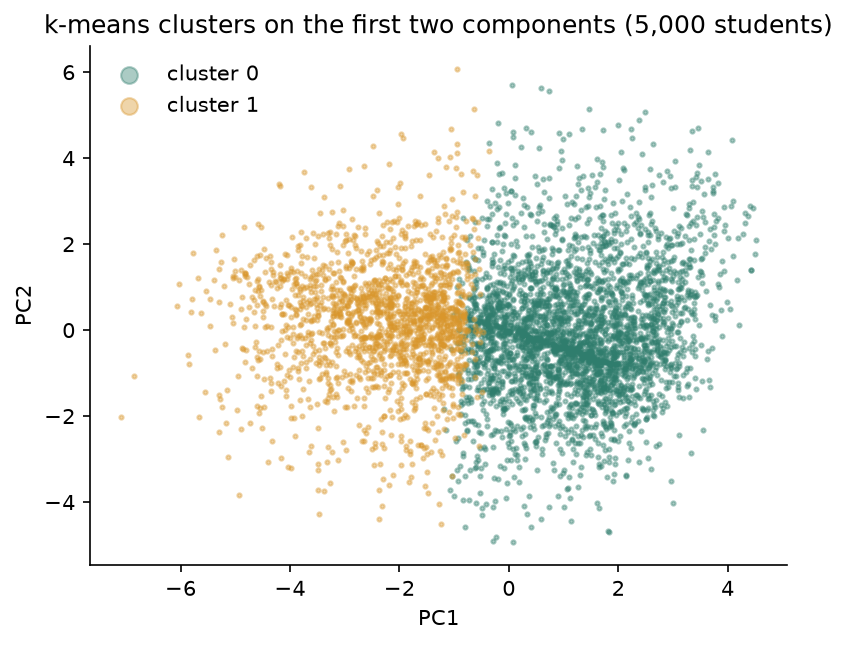 k-means clusters on the first two components (5,000 students)
cluster 0
cluster 1
6
4
2
0
−2
−4
PC2
−6
−4
−2
0
2
4
PC1